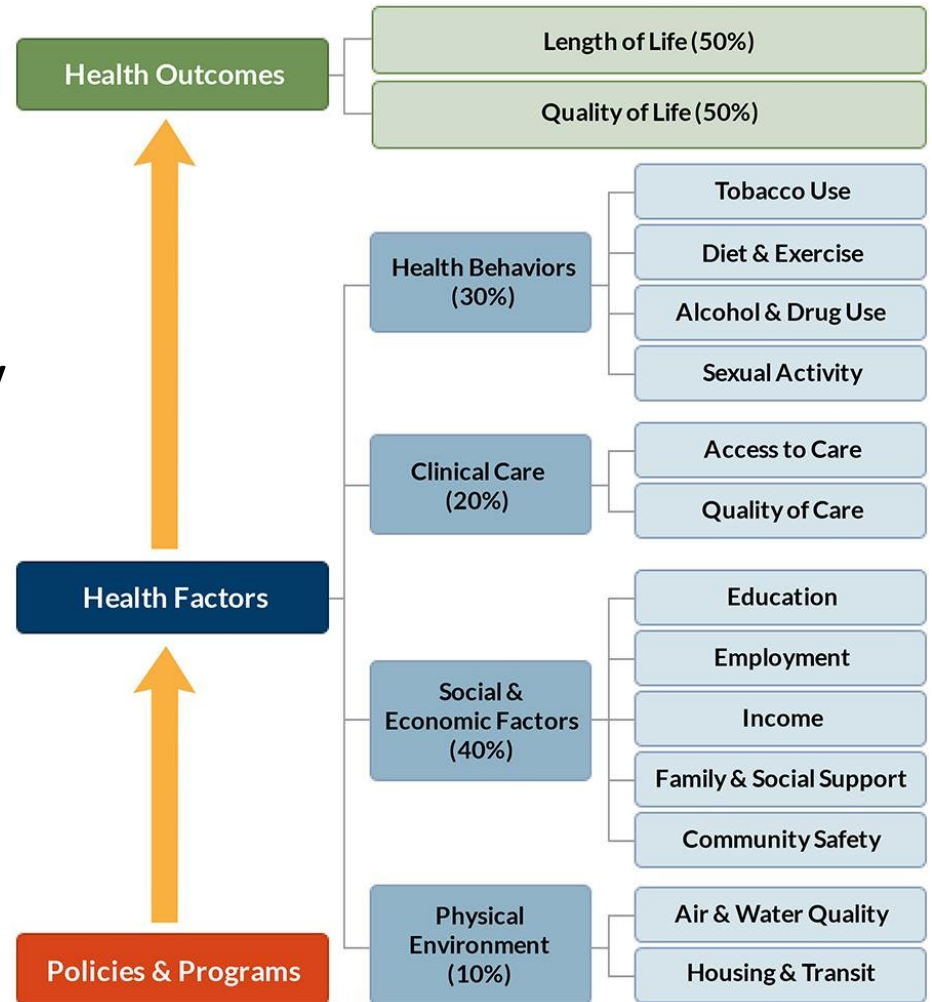 Health Outcomes
Length of Life (50%)
Quality of Life (50%)
Health Behaviors
(30%)
Tobacco Use
Diet & Exercise
Alcohol & Drug Use
Sexual Activity
Clinical Care
(20%)
Access to Care
Quality of Care
Health Factors
Social &
Economic Factors
(40%)
Education
Employment
Income
Family & Social Support
Community Safety
Physical
Environment
(10%)
Air & Water Quality
Housing & Transit
Policies & Programs